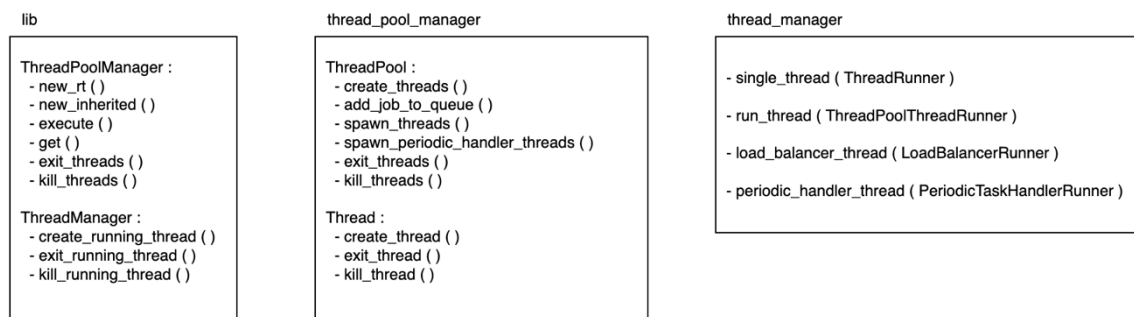 lib
ThreadPoolManager :
- new_rt ( )
- new_inherited ( )
- execute ( )
- get ( )
- exit_threads ( )
- kill_threads ( )
ThreadManager :
- create_running_thread ( )
- exit_running_thread ( )
- kill_running_thread ( )
thread_pool_manager
ThreadPool :
- create_threads ( )
- add_job_to_queue ( )
- spawn_threads ( )
- spawn_periodic_handler_threads ( )
- exit_threads ( )
- kill_threads ( )
Thread :
- create_thread ( )
- exit_thread ( )
- kill_thread ( )
thread_manager
- single_thread ( ThreadRunner )
- run_thread ( ThreadPoolThreadRunner )
- load_balancer_thread ( LoadBalancerRunner )
- periodic_handler_thread ( PeriodicTaskHandlerRunner )